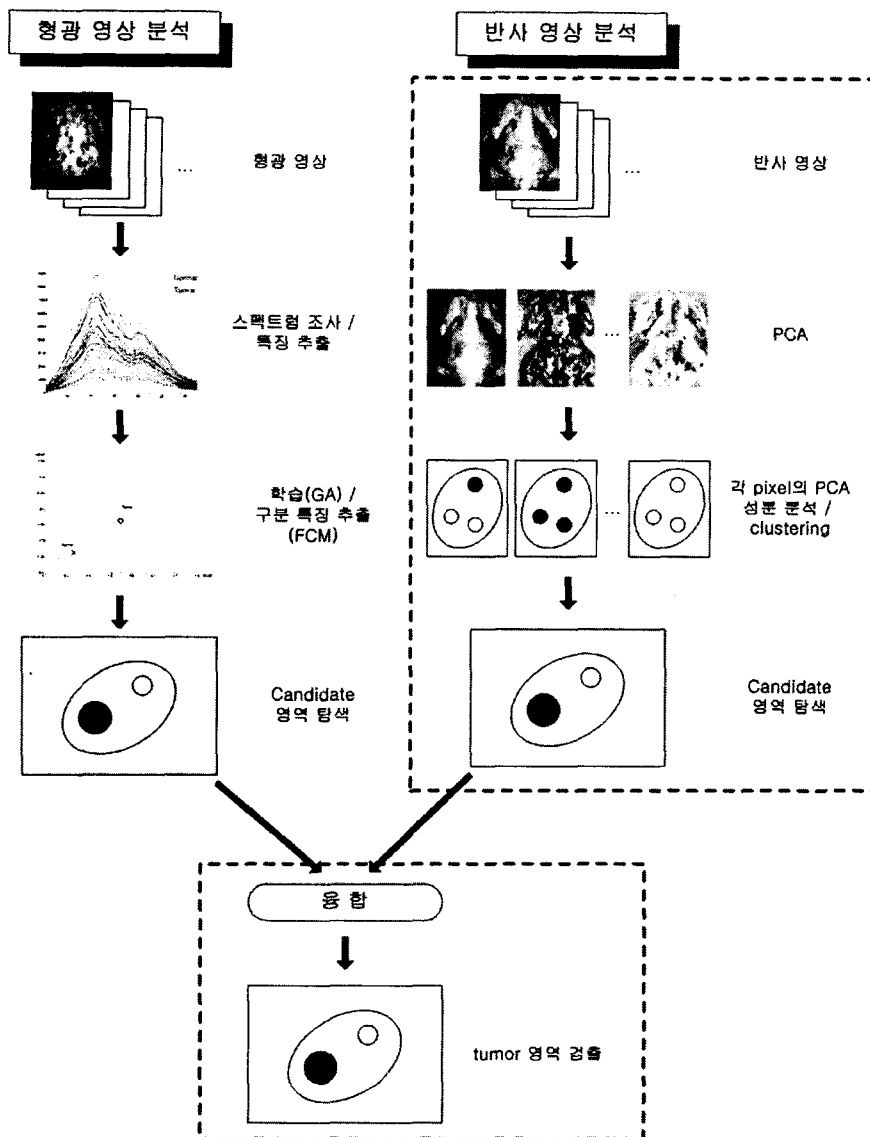 형광 영상 분석
반사 영상 분석
...
형광 영상
...
반사 영상
스펙트럼 조사 /
특징 추출
...
PCA
학습(GA) /
구분 특징 추출
(FCM)
...
각 pixel의 PCA
성분 분석 /
clustering
Candidate
영역 탐색
Candidate
영역 탐색
융 합
tumor 영역 검출